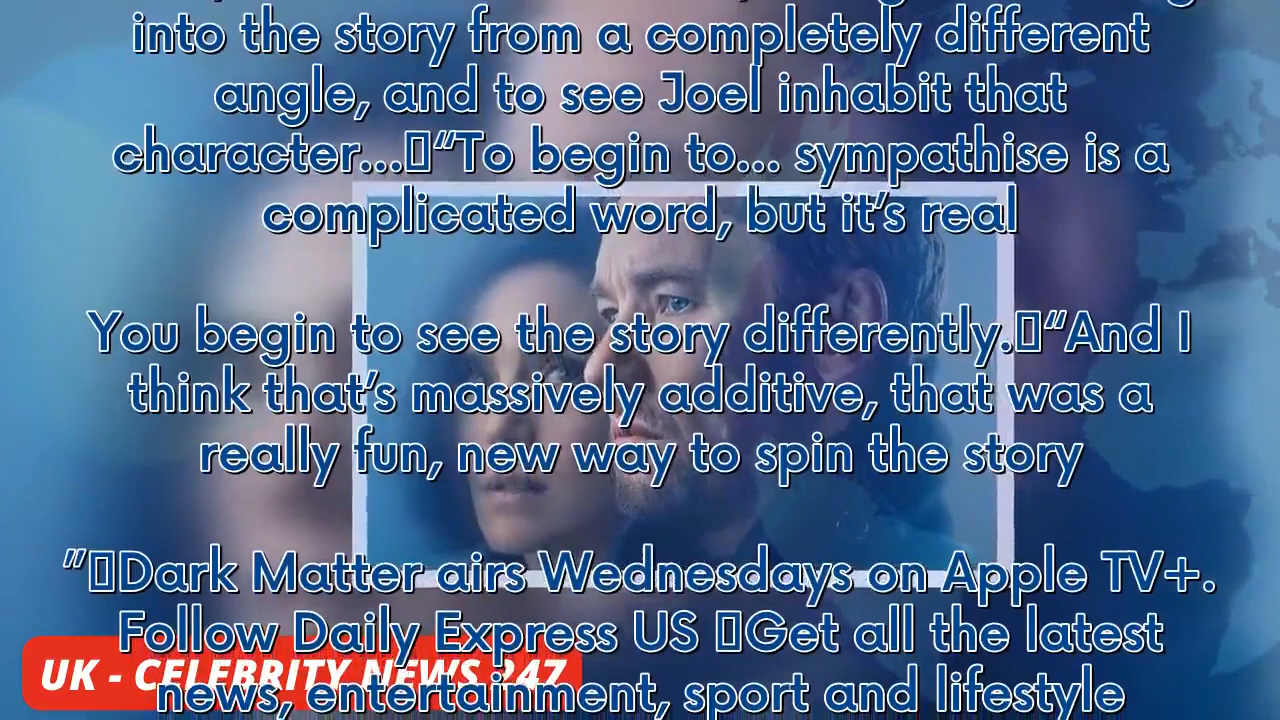 into the story from a completely different
angle, and to see Joel inhabit that
character...▯“To begin to... sympathise is a
complicated word, but it’s real
You begin to see the story differently.▯“And I
think that’s massively additive, that was a
really fun, new way to spin the story
”▯Dark Matter airs Wednesdays on Apple TV+.
Follow Daily Express US ▯Get all the latest
UK - CELEBRITY NEWS 247
news, entertainment, sport and lifestyle